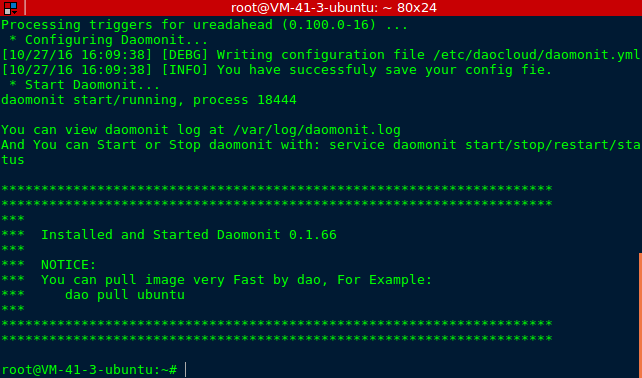 root@VM-41-3-ubuntu: ~ 80x24
Processing triggers for ureadahead (0.100.0-16) ...
 * Configuring Daomonit...
[10/27/16 16:09:38] [DEBG] Writing configuration file /etc/daocloud/daomonit.yml
[10/27/16 16:09:38] [INFO] You have succesfuly save your config fie.
 * Start Daomonit...
daomonit start/running, process 18444
You can view daomonit log at /var/log/daomonit.log
And You can Start or Stop daomonit with: service daomonit start/stop/restart/sta
tus
*********************************************************************
*********************************************************************
***
***  Installed and Started Daomonit 0.1.66
***
***  NOTICE:
***  You can pull image very Fast by dao, For Example:
***     dao pull ubuntu
***
*********************************************************************
*********************************************************************
root@VM-41-3-ubuntu:~#